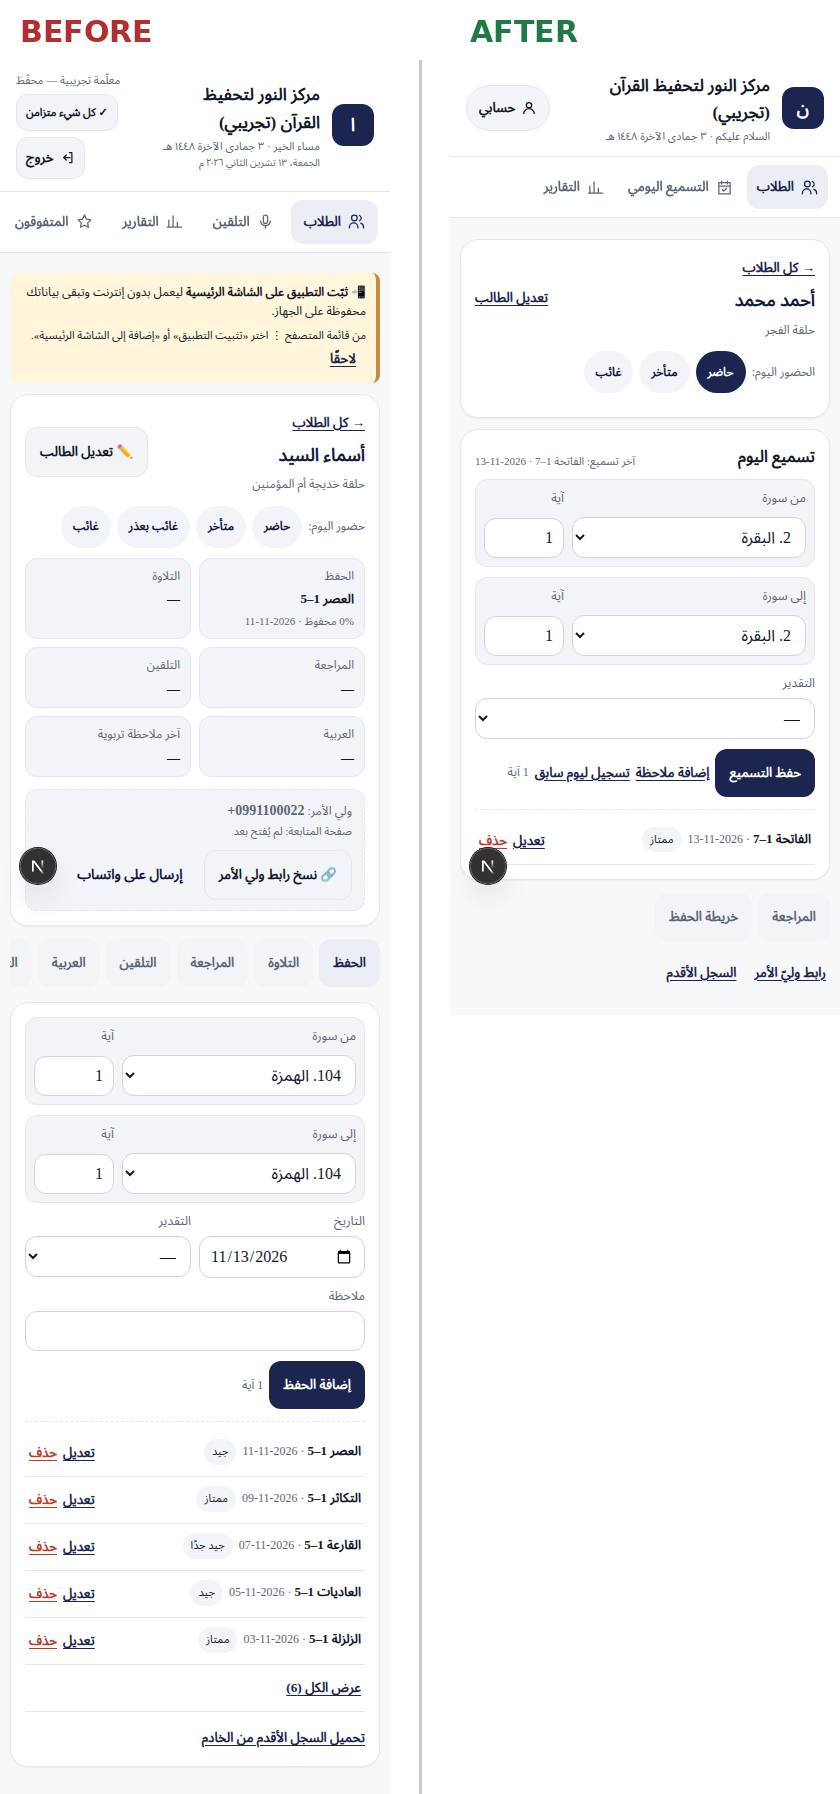 BEFORE
معلّمة تجريبية — محفّظ
✓ كل شيء متزامن
خروج
مركز النور لتحفيظ
القرآن (تجريبي)
مساء الخير · ٣ جمادى الآخرة ١٤٤٨ هـ
الجمعة، ١٣ تشرين الثاني ٢٠٢٦ م
ا
الطلاب
التلقين
التقارير
المتفوقون
📲 ثبّت التطبيق على الشاشة الرئيسية ليعمل بدون إنترنت وتبقى بياناتك
محفوظة على الجهاز.
من قائمة المتصفح ⋮ اختر «تثبيت التطبيق» أو «إضافة إلى الشاشة الرئيسية».
لاحقًا
→ كل الطلاب
أسماء السيد
حلقة خديجة أم المؤمنين
✏️ تعديل الطالب
حضور اليوم:
حاضر
متأخر
غائب بعذر
غائب
الحفظ
العصر 1–5
0% محفوظ · 2026-11-11
التلاوة
—
المراجعة
—
التلقين
—
العربية
—
آخر ملاحظة تربوية
—
ولي الأمر: 0991100022+
صفحة المتابعة: لم يُفتح بعد
🔗 نسخ رابط ولي الأمر
إرسال على واتساب
N
الحفظ
التلاوة
المراجعة
التلقين
العربية
ال
من سورة
آية
104. الهمزة
1
إلى سورة
آية
104. الهمزة
1
التاريخ
التقدير
11/13/2026
—
ملاحظة
إضافة الحفظ
1 آية
العصر 1–5 · 2026-11-11 جيد
تعديل حذف
التكاثر 1–5 · 2026-11-09 ممتاز
تعديل حذف
القارعة 1–5 · 2026-11-07 جيد جدًا
تعديل حذف
العاديات 1–5 · 2026-11-05 جيد
تعديل حذف
الزلزلة 1–5 · 2026-11-03 ممتاز
تعديل حذف
عرض الكل (6)
تحميل السجل الأقدم من الخادم
AFTER
ن
مركز النور لتحفيظ القرآن
(تجريبي)
السلام عليكم · ٣ جمادى الآخرة ١٤٤٨ هـ
حسابي
الطلاب
التسميع اليومي
التقارير
→ كل الطلاب
أحمد محمد
تعديل الطالب
حلقة الفجر
الحضور اليوم:
حاضر
متأخر
غائب
تسميع اليوم
آخر تسميع: الفاتحة 1–7 · 2026-11-13
من سورة
آية
2. البقرة
1
إلى سورة
آية
2. البقرة
1
التقدير
—
حفظ التسميع
إضافة ملاحظة
تسجيل ليوم سابق
1 آية
الفاتحة 1–7 · 2026-11-13 ممتاز
تعديل حذف
N
المراجعة
خريطة الحفظ
رابط وليّ الأمر
السجل الأقدم